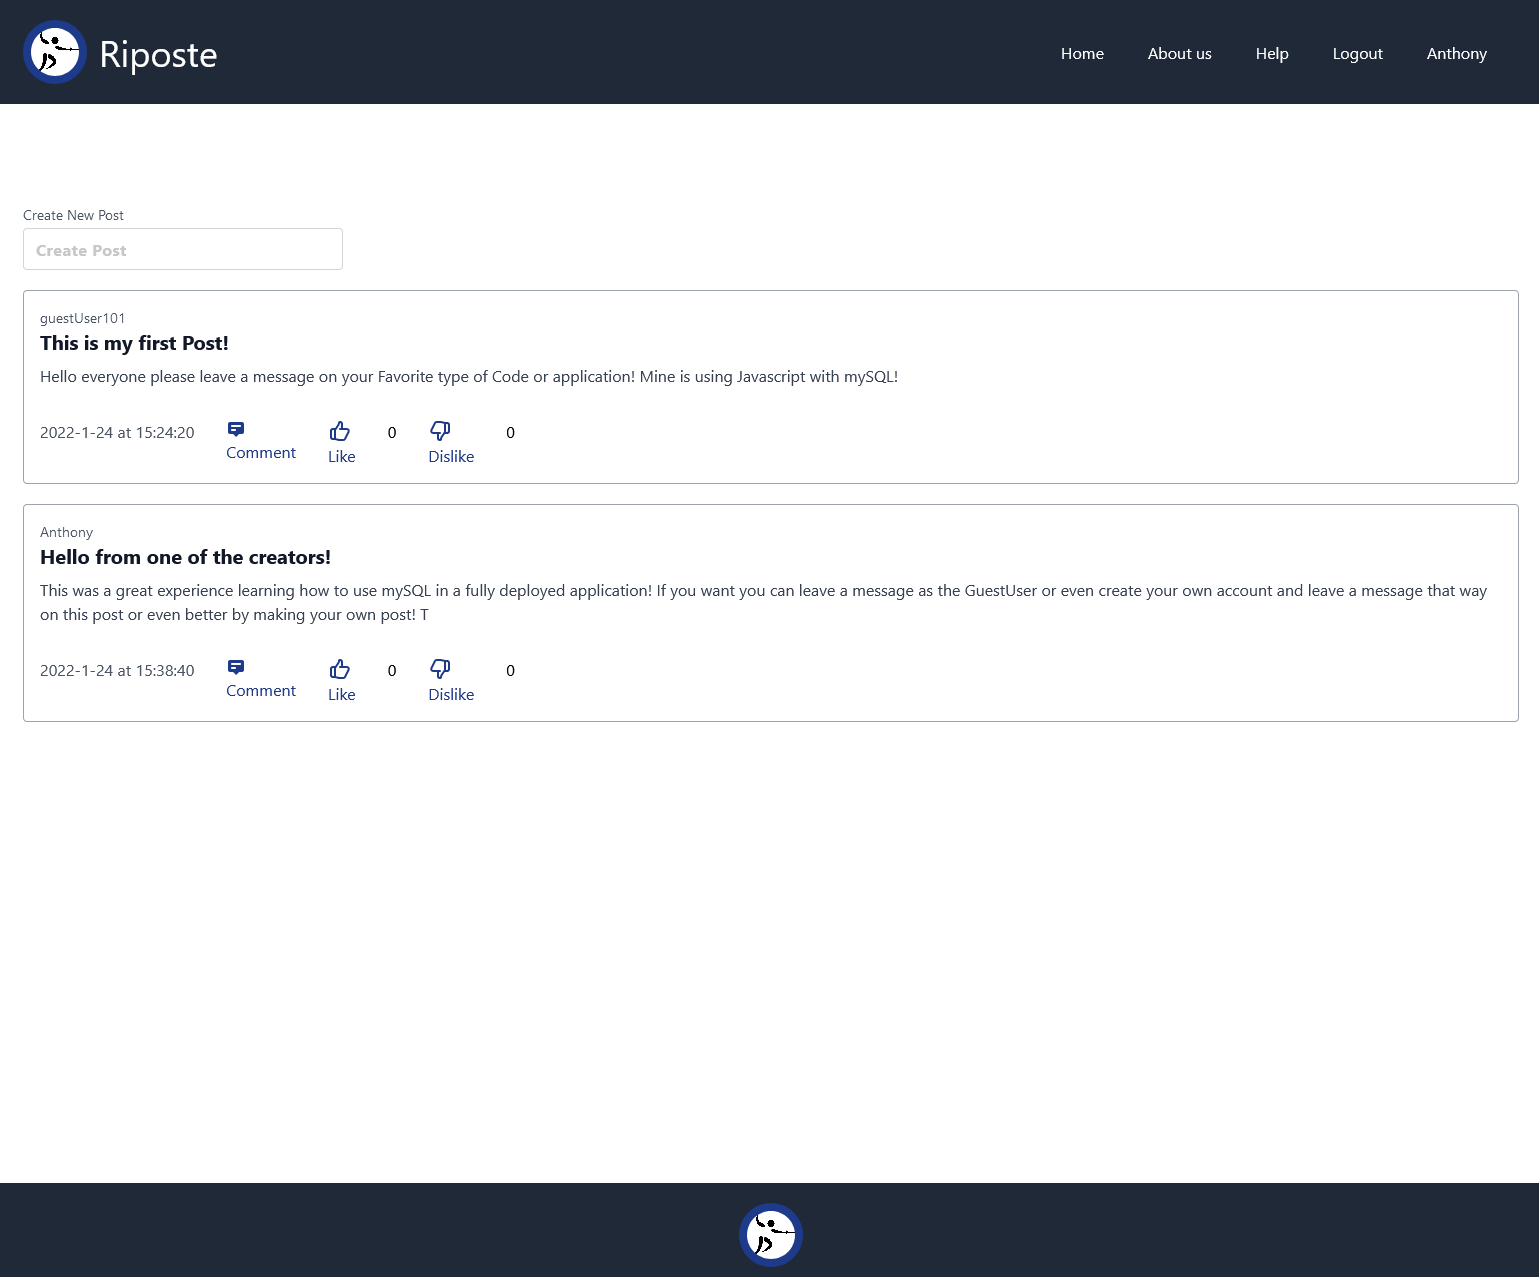 Riposte
Home
About us
Help
Logout
Anthony
Create New Post
Create Post
guestUser101
This is my first Post!
Hello everyone please leave a message on your Favorite type of Code or application! Mine is using Javascript with mySQL!
2022-1-24 at 15:24:20
Comment
Like
0
Dislike
0
Anthony
Hello from one of the creators!
This was a great experience learning how to use mySQL in a fully deployed application! If you want you can leave a message as the GuestUser or even create your own account and leave a message that way
on this post or even better by making your own post! T
2022-1-24 at 15:38:40
Comment
Like
0
Dislike
0